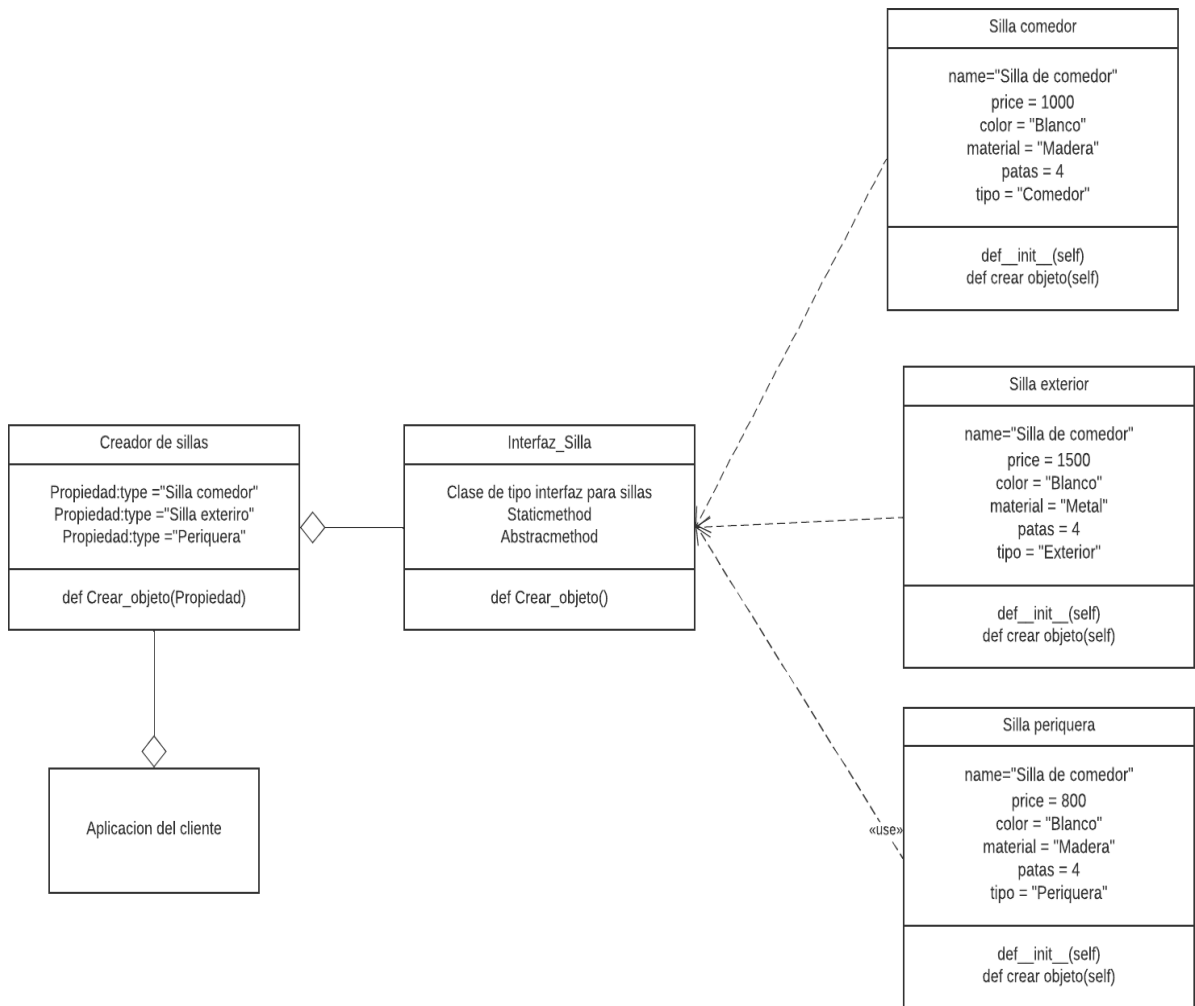 Silla comedor
name="Silla de comedor"
price = 1000
color = "Blanco"
material = "Madera"
patas = 4
tipo = "Comedor"
def__init__(self)
def crear objeto(self)
Silla exterior
name="Silla de comedor"
price = 1500
color = "Blanco"
material = "Metal"
patas = 4
tipo = "Exterior"
def__init__(self)
def crear objeto(self)
Creador de sillas
Propiedad:type ="Silla comedor"
Propiedad:type ="Silla exteriro"
Propiedad:type ="Periquera"
def Crear_objeto(Propiedad)
Interfaz_Silla
Clase de tipo interfaz para sillas
Staticmethod
Abstracmethod
def Crear_objeto()
Silla periquera
name="Silla de comedor"
price = 800
color = "Blanco"
material = "Madera"
patas = 4
tipo = "Periquera"
def__init__(self)
def crear objeto(self)
«use»
Aplicacion del cliente